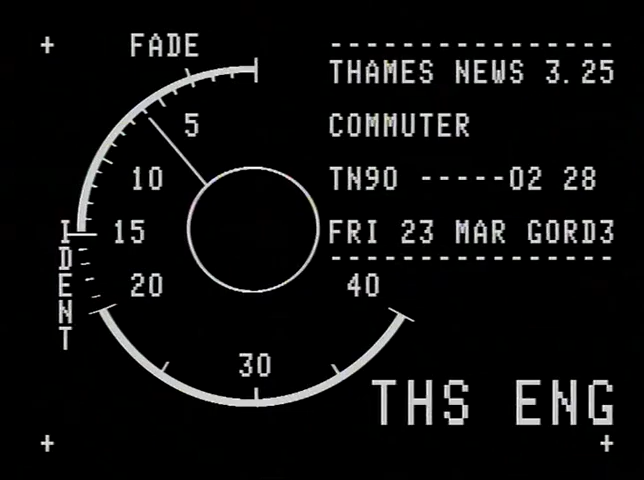 FADE
5
10
15
20
30
40
IDENT
----------------
THAMES NEWS 3.25
COMMUTER
TN90 -----02 28
FRI 23 MAR GORD3
----------------
THS ENG